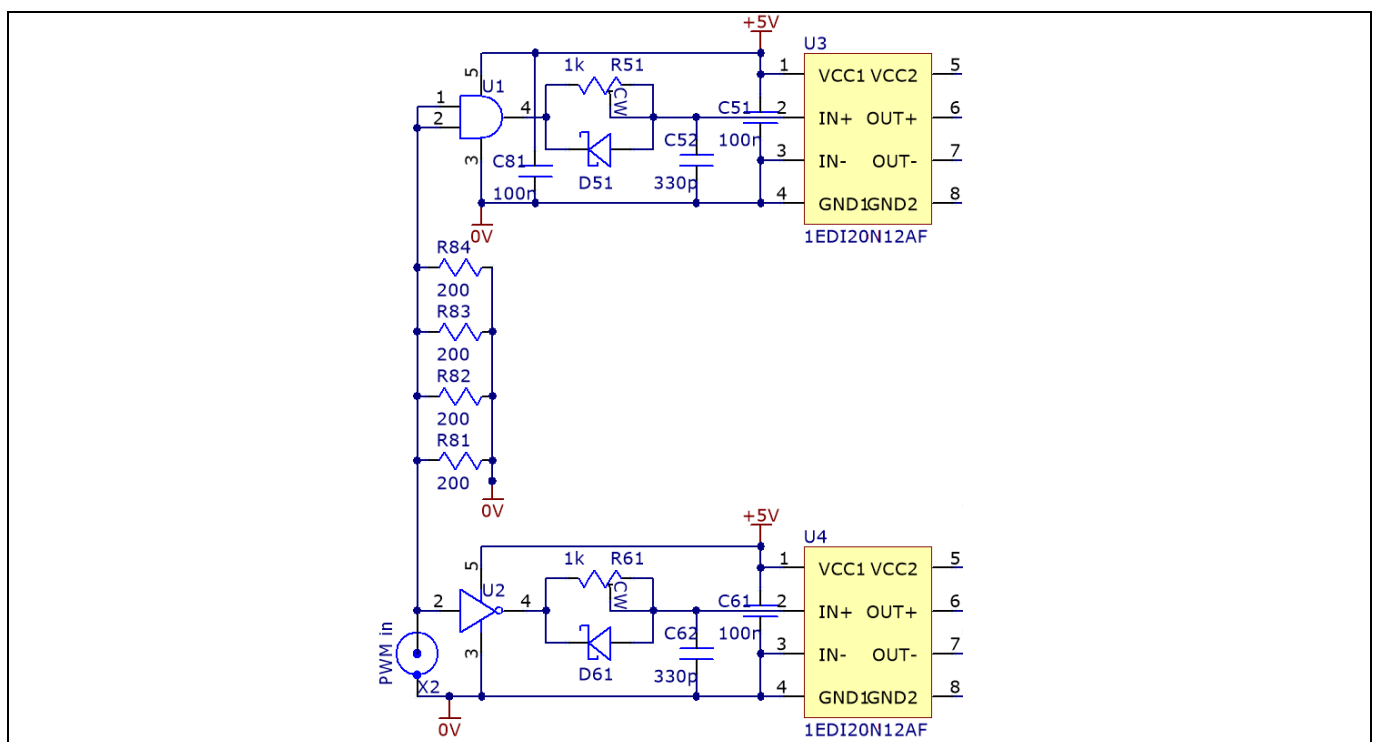 +5V
U3
1k R51
5
U1
1
2
4
3
CW
C81
100n
D51
C52
330p
C51
100n
1 VCC1 VCC2 5
2 IN+ OUT+ 6
3 IN- OUT- 7
4 GND1 GND2 8
1EDI20N12AF
0V
R84
200
R83
200
R82
200
R81
200
0V
+5V
U4
1k R61
5
U2
2
4
3
CW
D61
C62
330p
C61
100n
1 VCC1 VCC2 5
2 IN+ OUT+ 6
3 IN- OUT- 7
4 GND1 GND2 8
1EDI20N12AF
PWM in
X2
0V